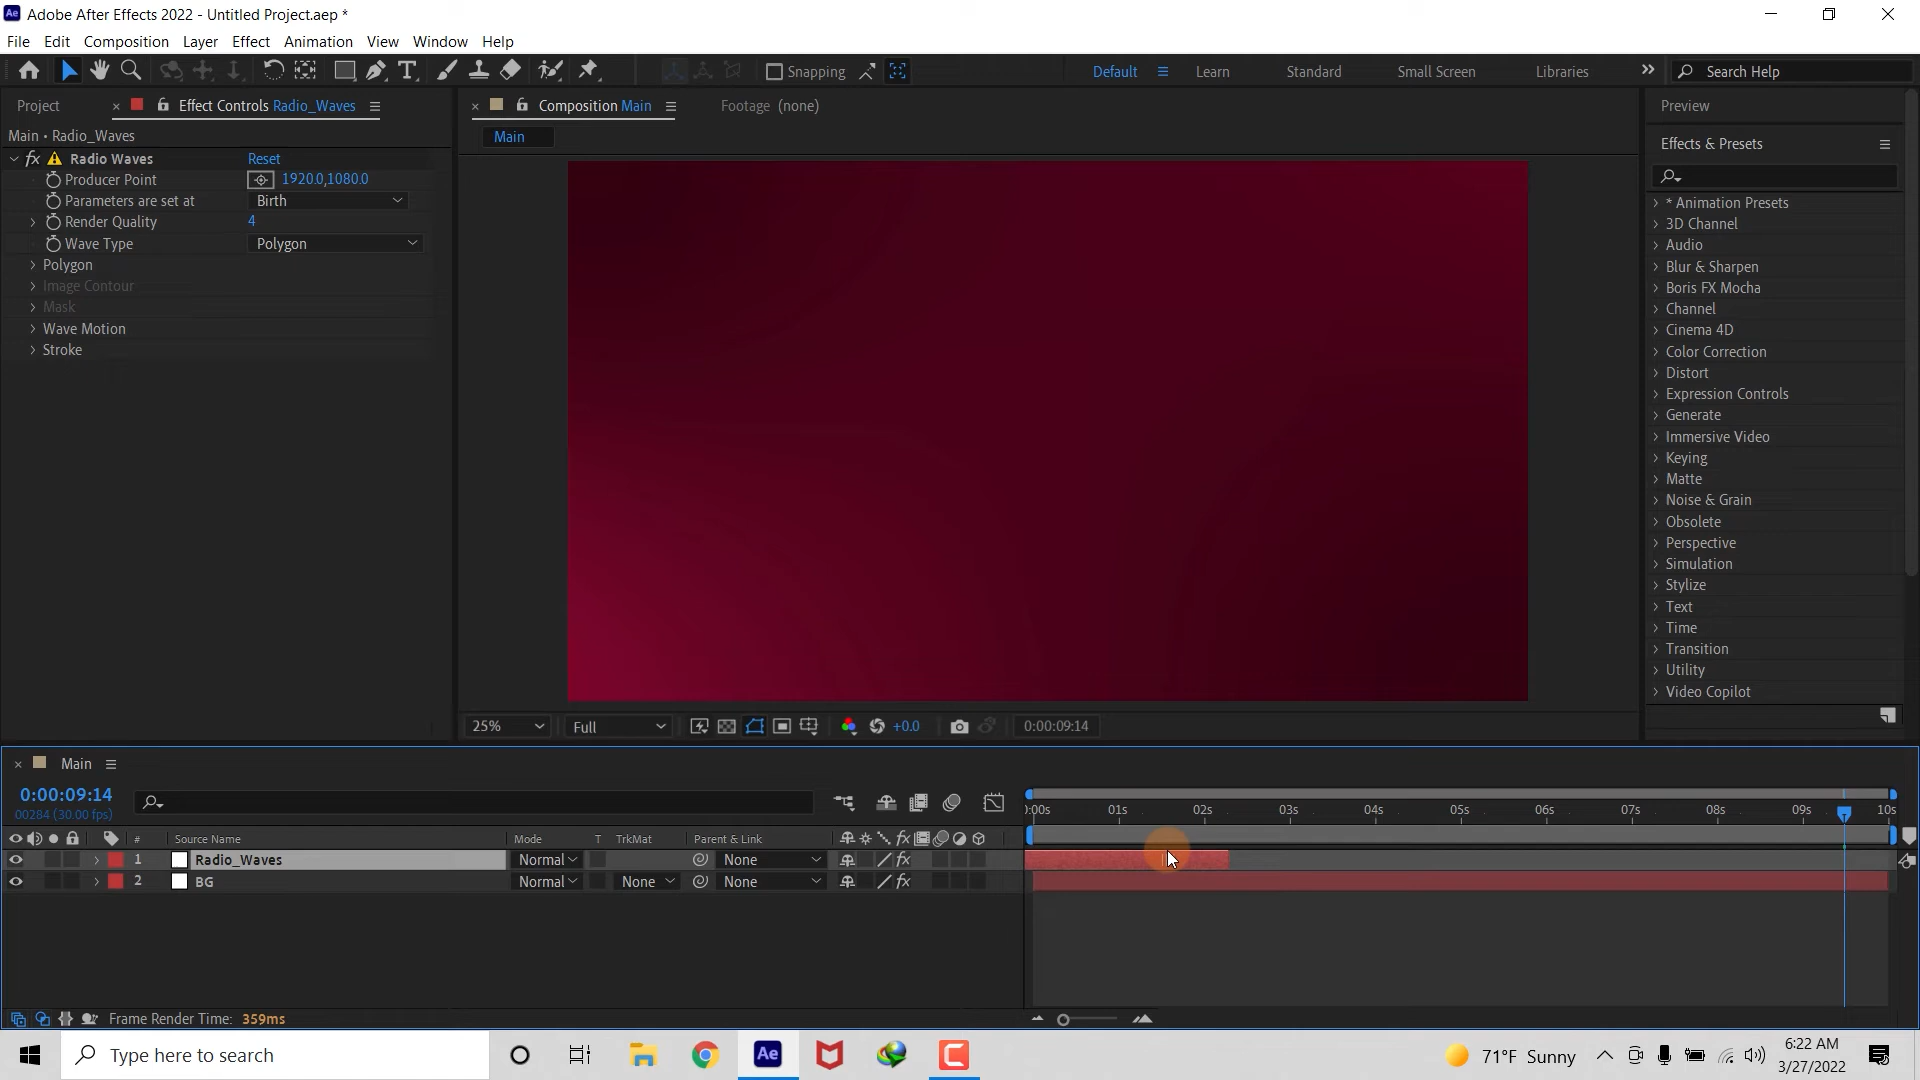 Adobe After Effects 2022 - Untitled Project.aep *
File Edit Composition Layer Effect Animation View Window Help
Snapping Default Learn Standard Small Screen Libraries Search Help
Project Effect Controls Radio_Waves Composition Main Footage (none) Preview
Main • Radio_Waves
Main
Effects & Presets
fx Radio Waves Reset
Producer Point 1920.0,1080.0
Parameters are set at Birth
Render Quality 4
Wave Type Polygon
Polygon
Image Contour
Mask
Wave Motion
Stroke
* Animation Presets
3D Channel
Audio
Blur & Sharpen
Boris FX Mocha
Channel
Cinema 4D
Color Correction
Distort
Expression Controls
Generate
Immersive Video
Keying
Matte
Noise & Grain
Obsolete
Perspective
Simulation
Stylize
Text
Time
Transition
Utility
Video Copilot
25% Full +0.0 0:00:09:14
Main
0:00:09:14
00284 (30.00 fps)
:00s 01s 02s 03s 04s 05s 06s 07s 08s 09s 10s
# Source Name Mode T TrkMat Parent & Link fx
1 Radio_Waves Normal None fx
2 BG Normal None None fx
Frame Render Time: 359ms
Type here to search Ae 71°F Sunny 6:22 AM
3/27/2022